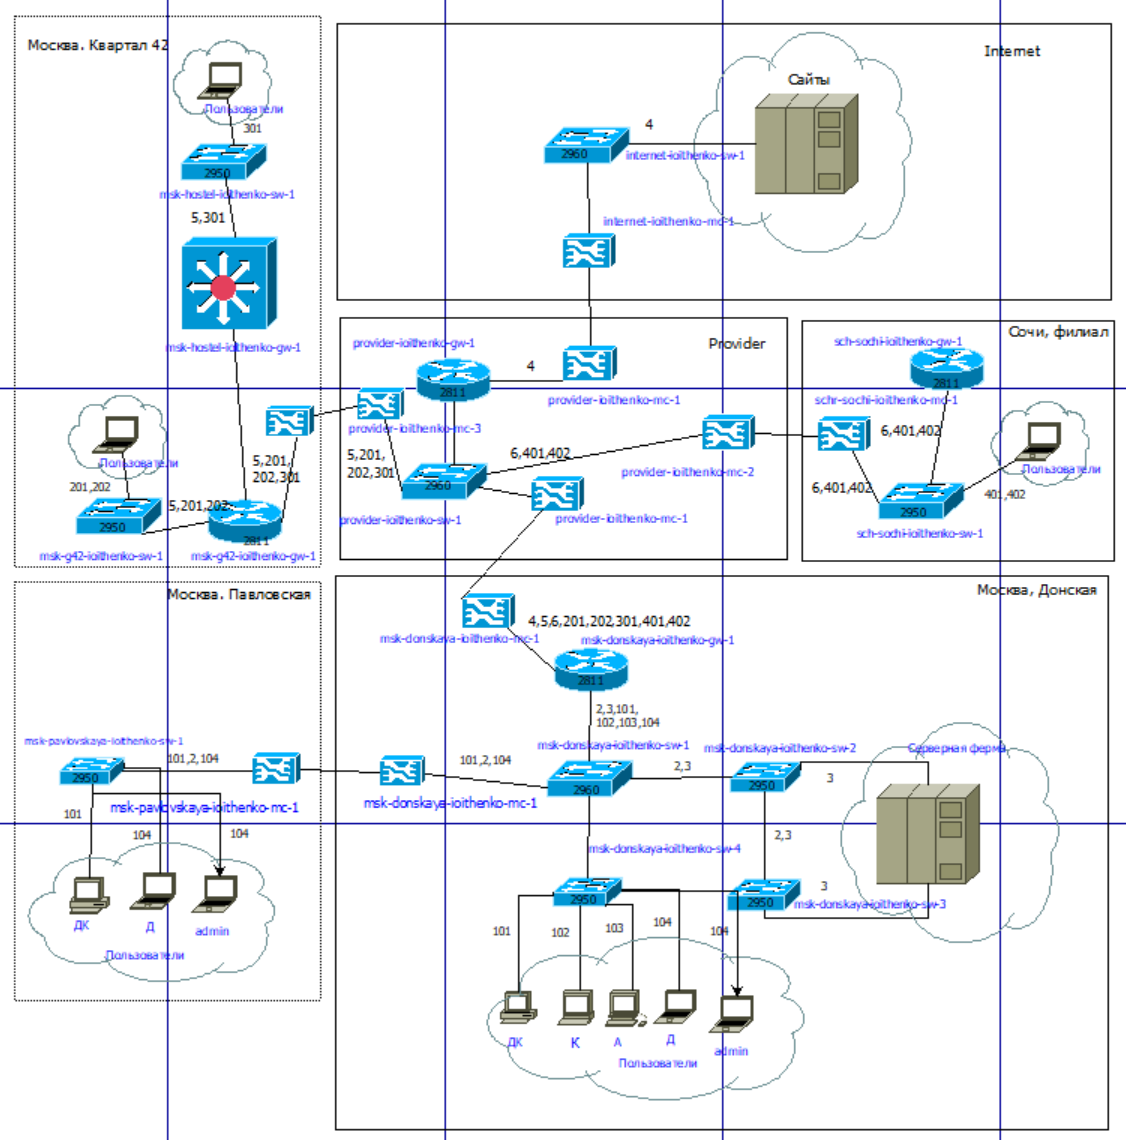 Москва. Квартал 42
Пользователи
301
2950
msk-hostel-ioithenko-sw-1
5,301
msk-hostel-ioithenko-gw-1
Пользователи
201,202
2950
msk-g42-ioithenko-sw-1
5,201,202
5,201,
202,301
2811
msk-g42-ioithenko-gw-1
Internet
Сайты
4
2960
internet-ioithenko-sw-1
internet-ioithenko-mc-1
Provider
provider-ioithenko-gw-1
2811
4
provider-ioithenko-mc-1
provider-ioithenko-mc-3
5,201,
202,301
2960
provider-ioithenko-sw-1
6,401,402
provider-ioithenko-mc-2
provider-ioithenko-mc-1
Сочи, филиал
sch-sochi-ioithenko-gw-1
2811
schr-sochi-ioithenko-mc-1
6,401,402
6,401,402
Пользователи
401,402
2950
sch-sochi-ioithenko-sw-1
Москва. Павловская
msk-pavlovskaya-ioithenko-sw-1
2950
101,2,104
msk-pavlovskaya-ioithenko-mc-1
101
104
104
ДК
Д
admin
Пользователи
Москва, Донская
msk-donskaya-ioithenko-mc-1
4,5,6,201,202,301,401,402
msk-donskaya-ioithenko-gw-1
2811
2,3,101,
102,103,104
msk-donskaya-ioithenko-sw-1
2960
101,2,104
msk-donskaya-ioithenko-mc-1
2,3
msk-donskaya-ioithenko-sw-2
2950
3
Серверная ферма
2,3
msk-donskaya-ioithenko-sw-4
2950
2950
3
msk-donskaya-ioithenko-sw-3
101
102
103
104
104
ДК
К
А
Д
admin
Пользователи